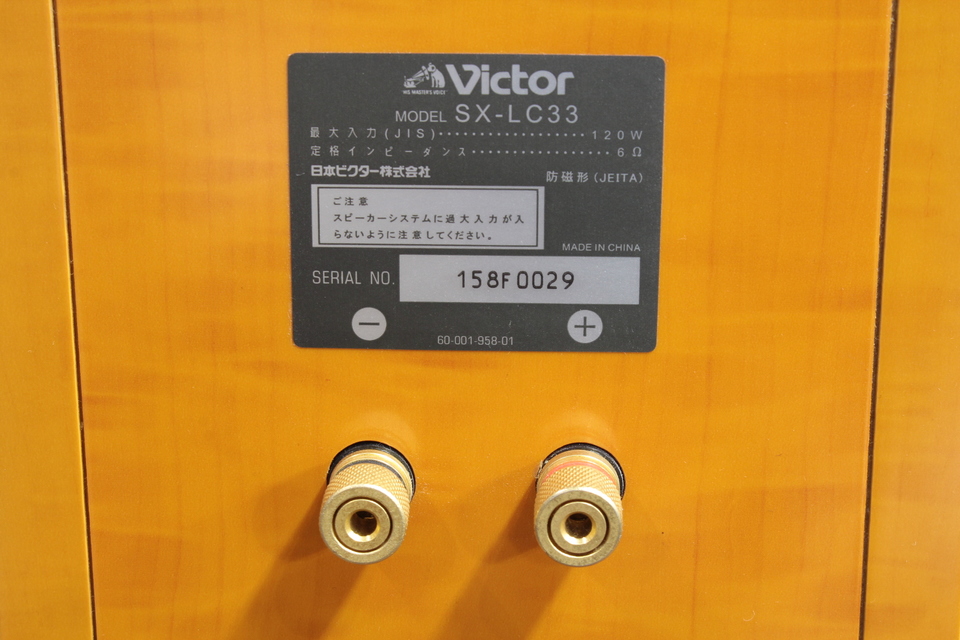 "HIS MASTER'S VOICE"
Victor
MODEL SX-LC33
最大入力(JIS)・・・・・・・・・・・・・・・・・・120W
定格インピーダンス・・・・・・・・・・・・・・・・・6Ω
日本ビクター株式会社
防磁形(JEITA)
ご注意
スピーカーシステムに過大入力が入
らないように注意してください。
MADE IN CHINA
SERIAL NO. 158F0029
− +
60-001-958-01